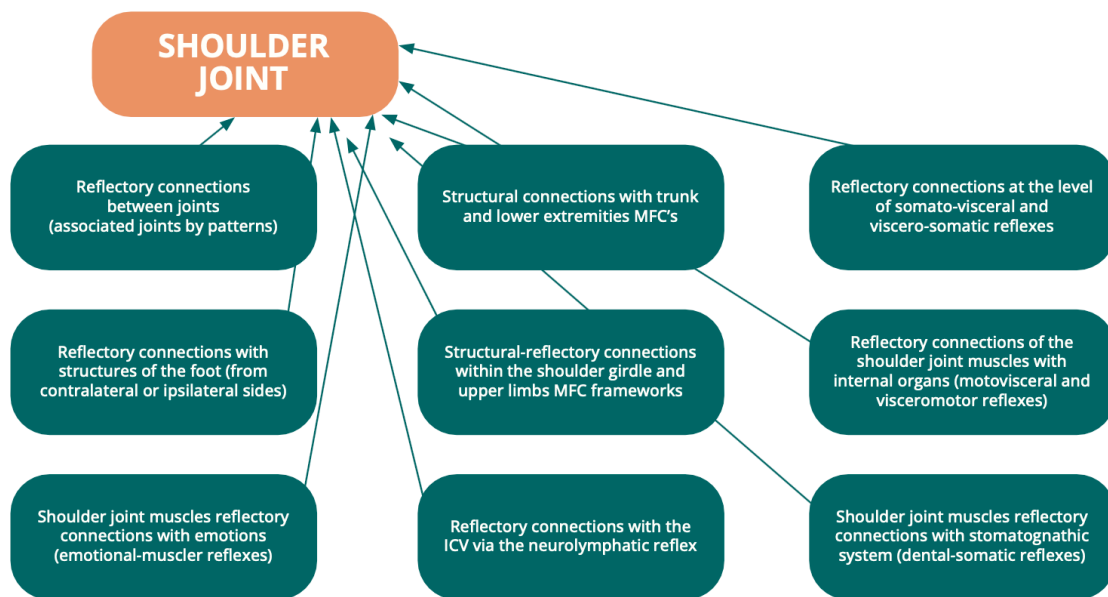 SHOULDER
JOINT
Reflectory connections
between joints
(associated joints by patterns)
Structural connections with trunk
and lower extremities MFC’s
Reflectory connections at the level
of somato-visceral and
viscero-somatic reflexes
Reflectory connections with
structures of the foot (from
contralateral or ipsilateral sides)
Structural-reflectory connections
within the shoulder girdle and
upper limbs MFC frameworks
Reflectory connections of the
shoulder joint muscles with
internal organs (motovisceral and
visceromotor reflexes)
Shoulder joint muscles reflectory
connections with emotions
(emotional-muscler reflexes)
Reflectory connections with the
ICV via the neurolymphatic reflex
Shoulder joint muscles reflectory
connections with stomatognathic
system (dental-somatic reflexes)